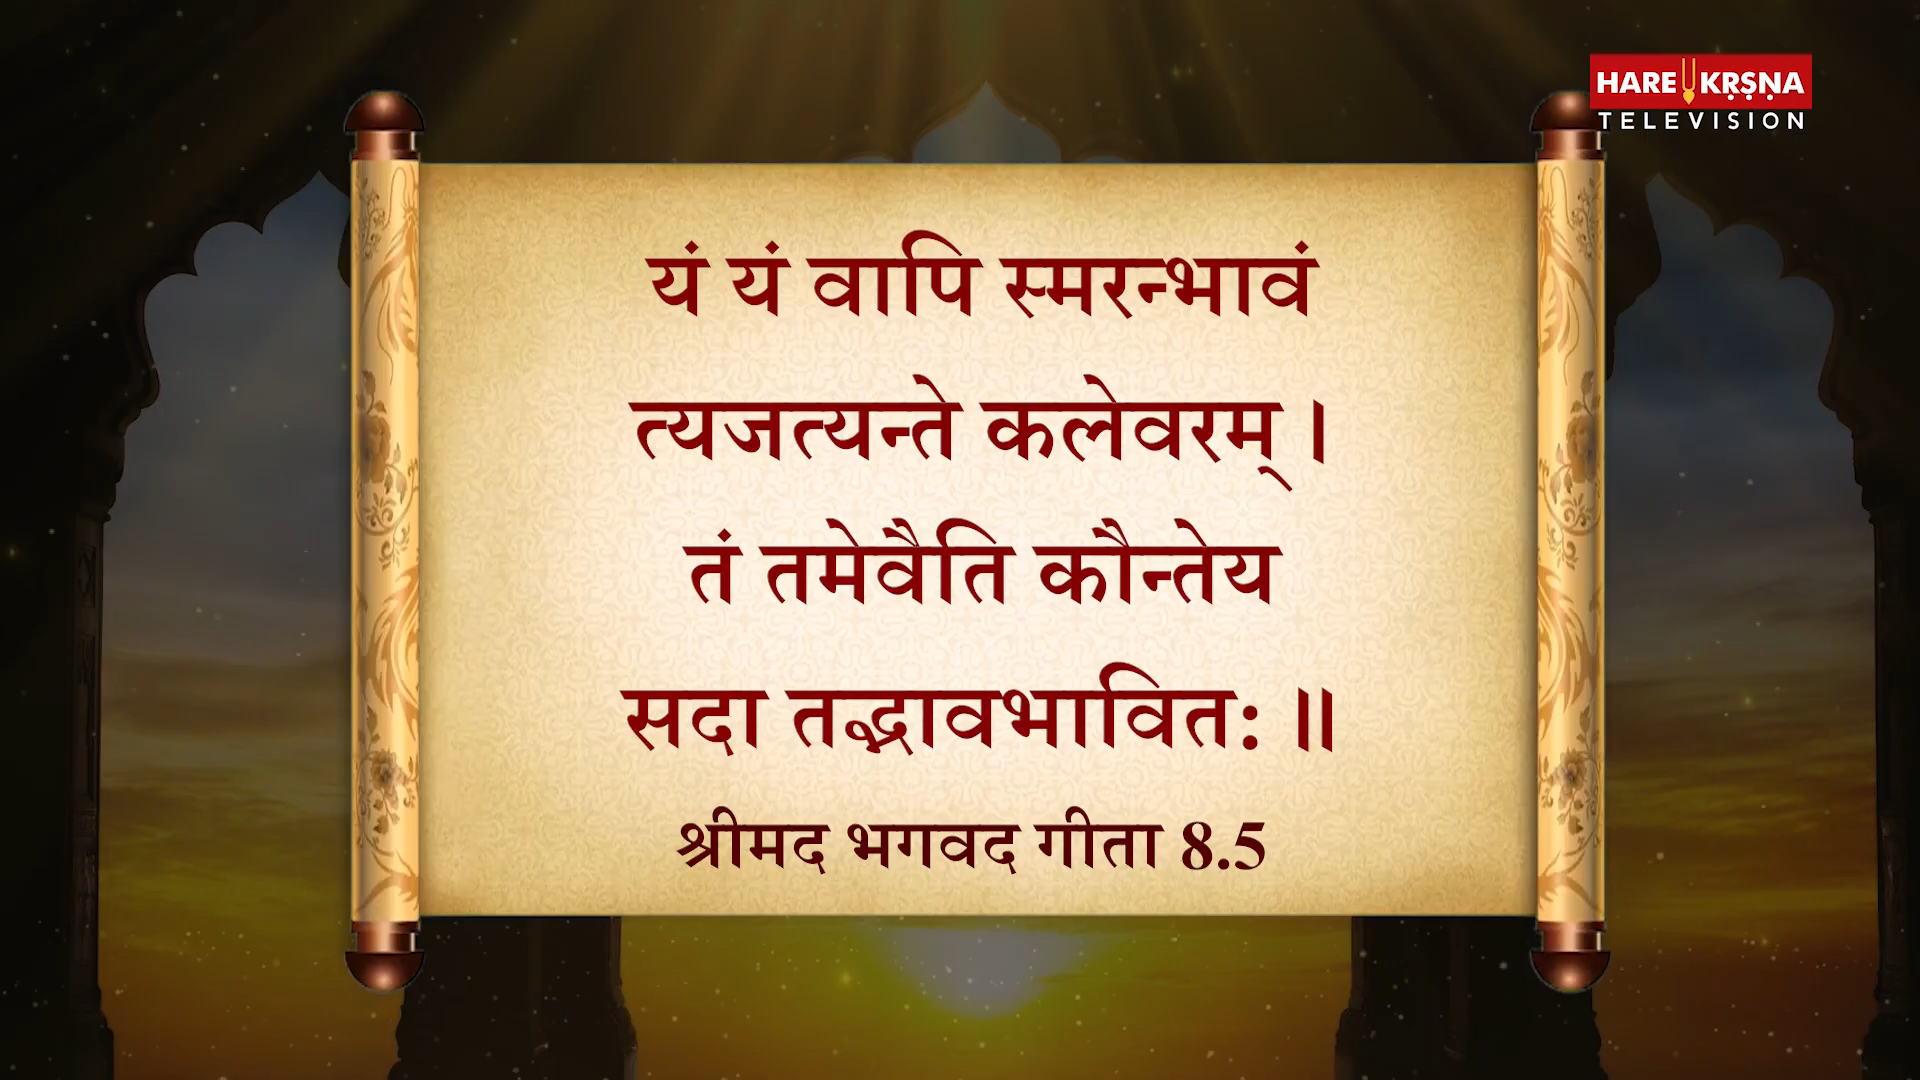 HARE KṚṢṆA
TELEVISION
यं यं वापि स्मरन्भावं
त्यजत्यन्ते कलेवरम् ।
तं तमेवैति कौन्तेय
सदा तद्भावभावितः ॥
श्रीमद भगवद गीता 8.5